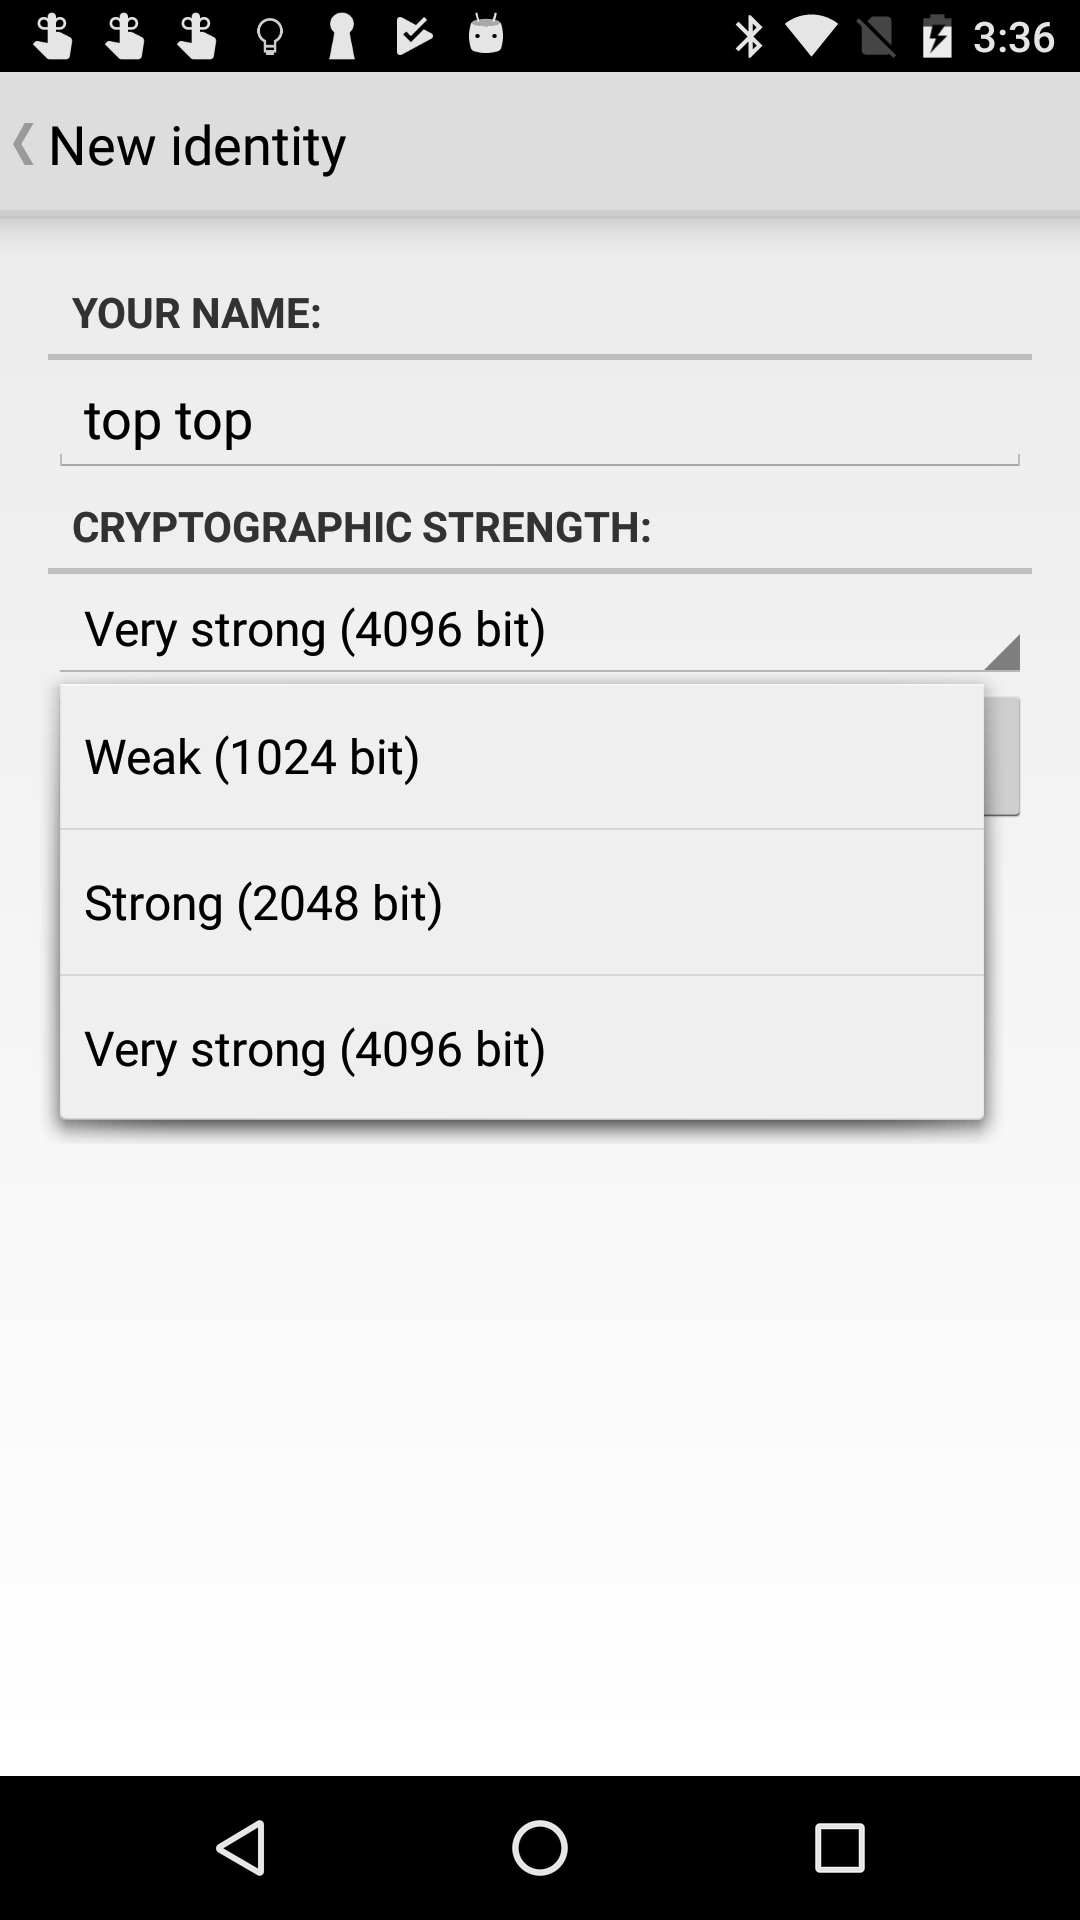 3:36
New identity
YOUR NAME:
top top
CRYPTOGRAPHIC STRENGTH:
Very strong (4096 bit)
Weak (1024 bit)
Strong (2048 bit)
Very strong (4096 bit)